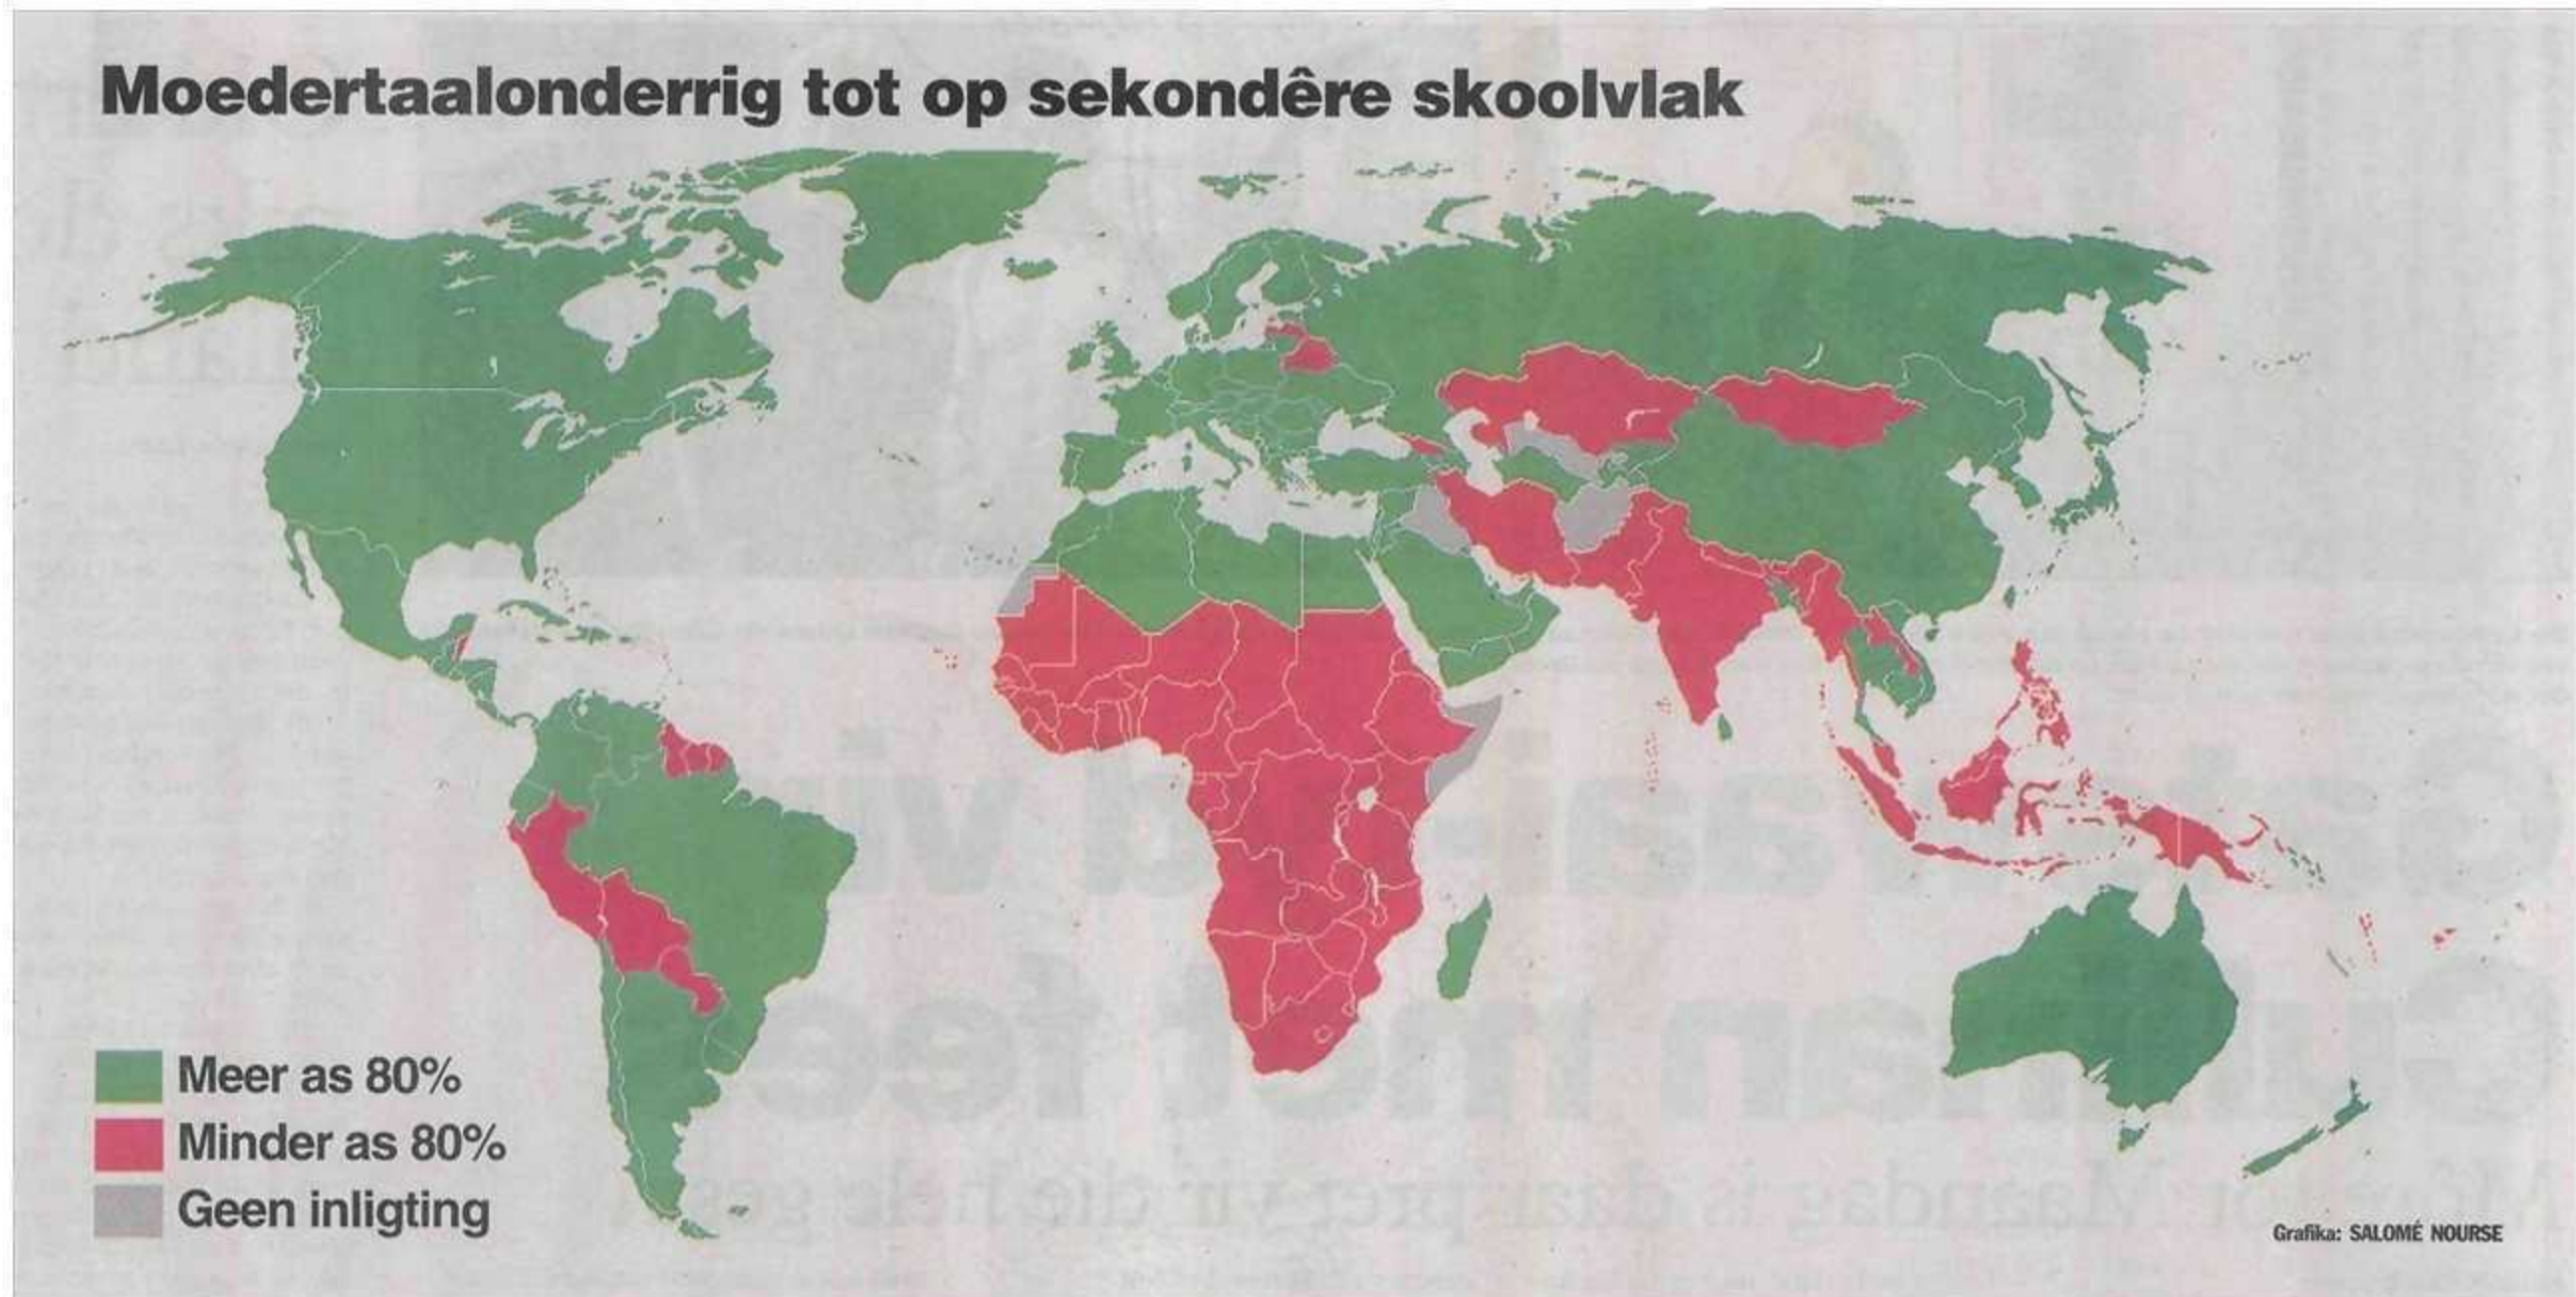 Moedertaalonderrig tot op sekondêre skoolvlak
Meer as 80%
Minder as 80%
Geen inligting
Grafika: SALOMÉ NOURSE